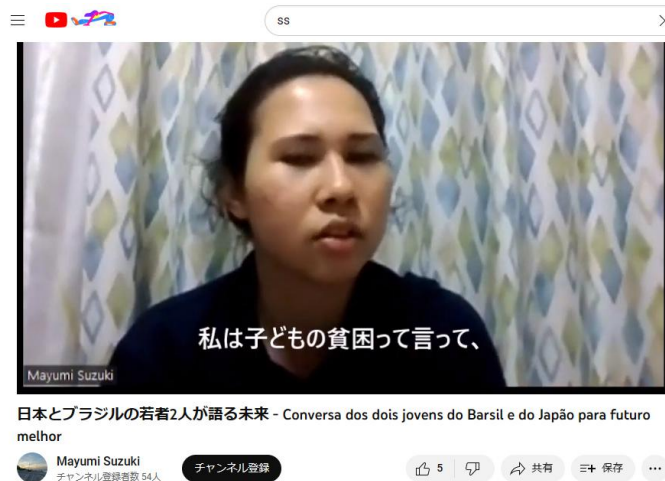 ss
私は子どもの貧困って言って、
Mayumi Suzuki
日本とブラジルの若者2人が語る未来 - Conversa dos dois jovens do Barsil e do Japão para futuro
melhor
Mayumi Suzuki
チャンネル登録者数 54人
チャンネル登録
5
共有
保存